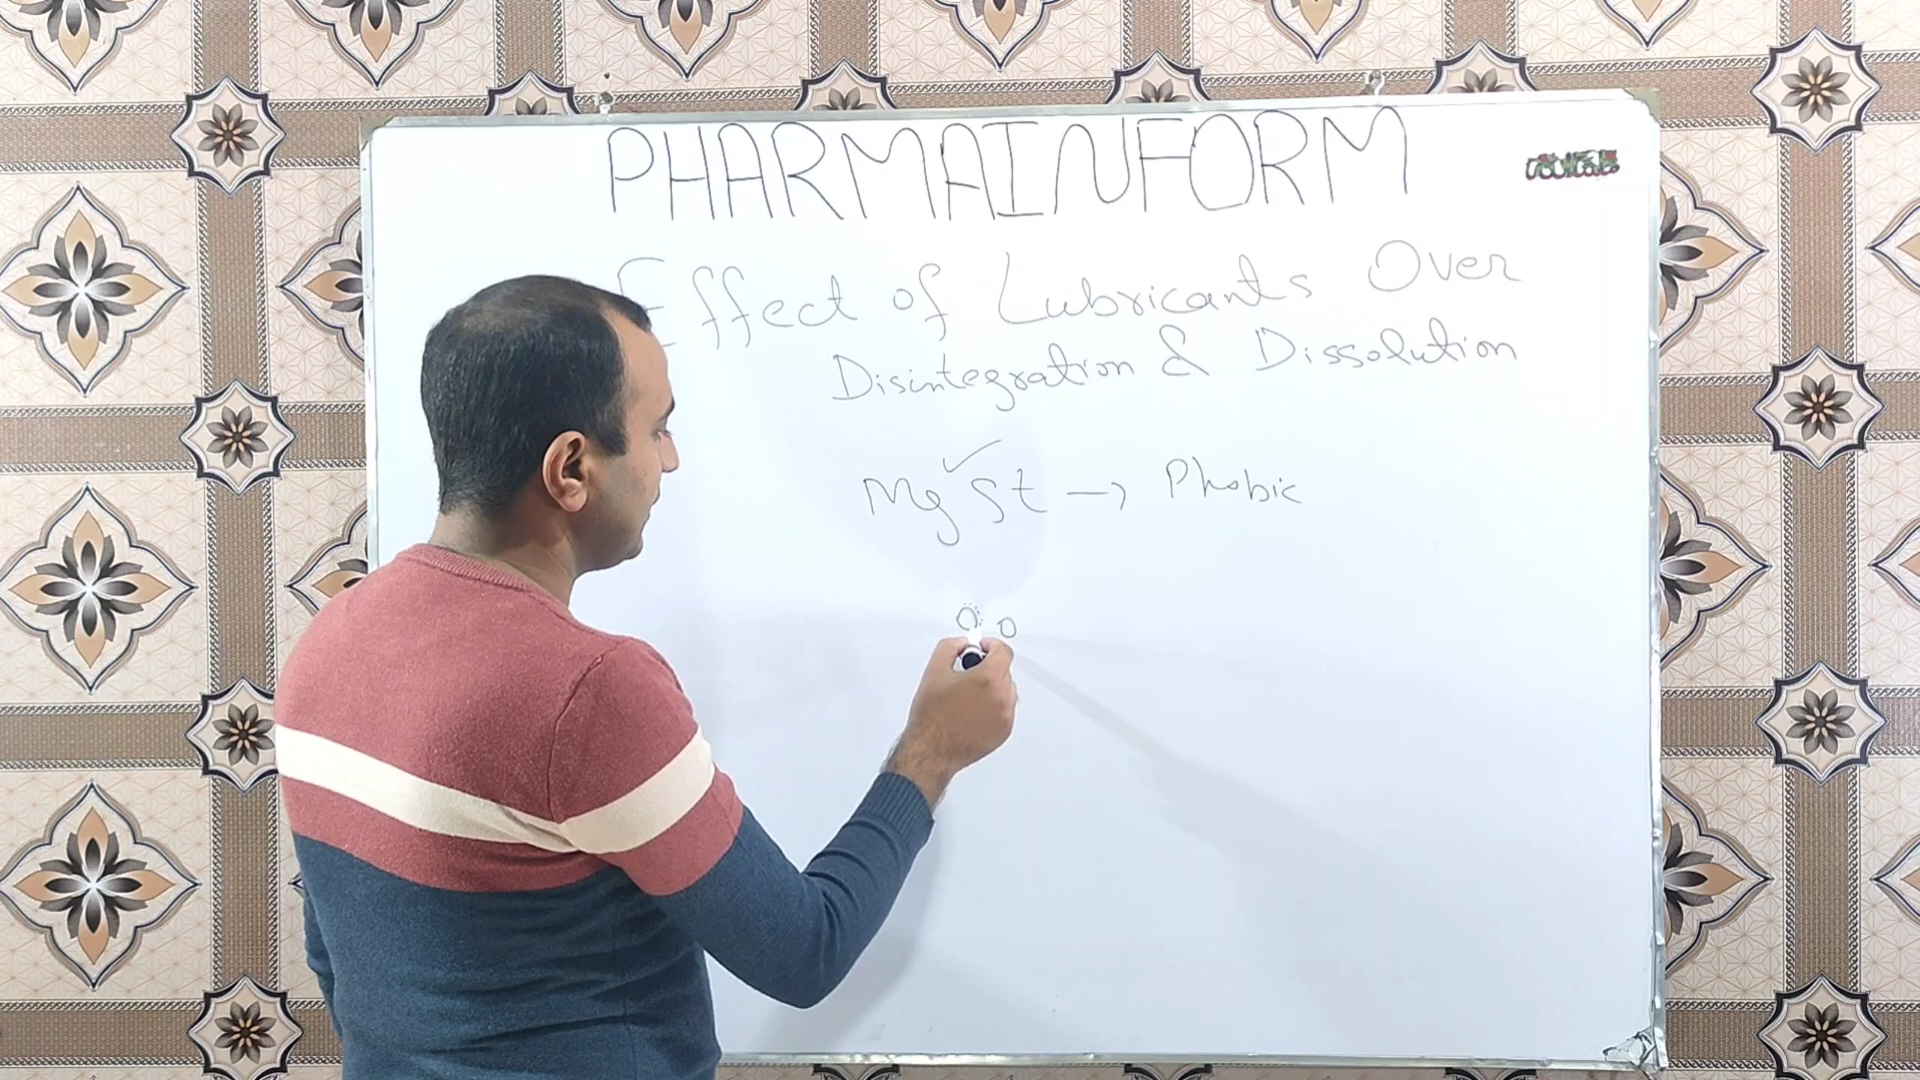 PHARMAINFORM
Effect of Lubricants Over
Disintegration & Dissolution
Mg St → Phobic